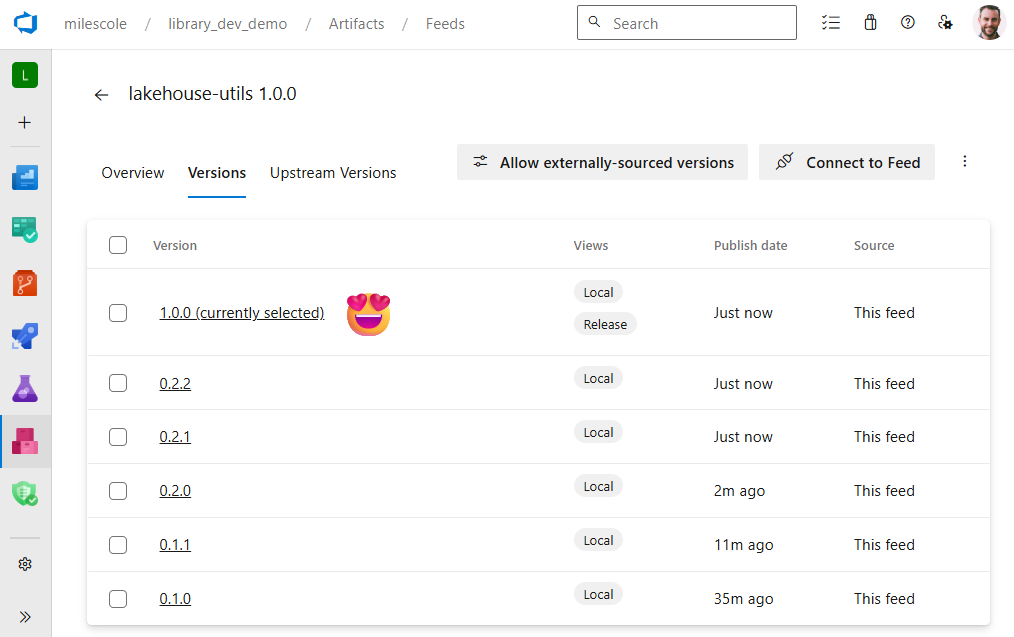 milescole / library_dev_demo / Artifacts / Feeds
Search
L
lakehouse-utils 1.0.0
Overview Versions Upstream Versions
Allow externally-sourced versions
Connect to Feed
Version Views Publish date Source
1.0.0 (currently selected) Local Release Just now This feed
0.2.2 Local Just now This feed
0.2.1 Local Just now This feed
0.2.0 Local 2m ago This feed
0.1.1 Local 11m ago This feed
0.1.0 Local 35m ago This feed